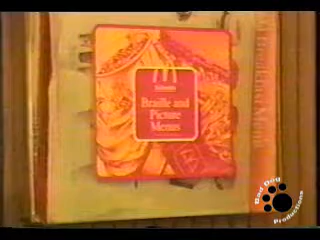 Braille and
Picture
Menus
Bad Dog
Productions